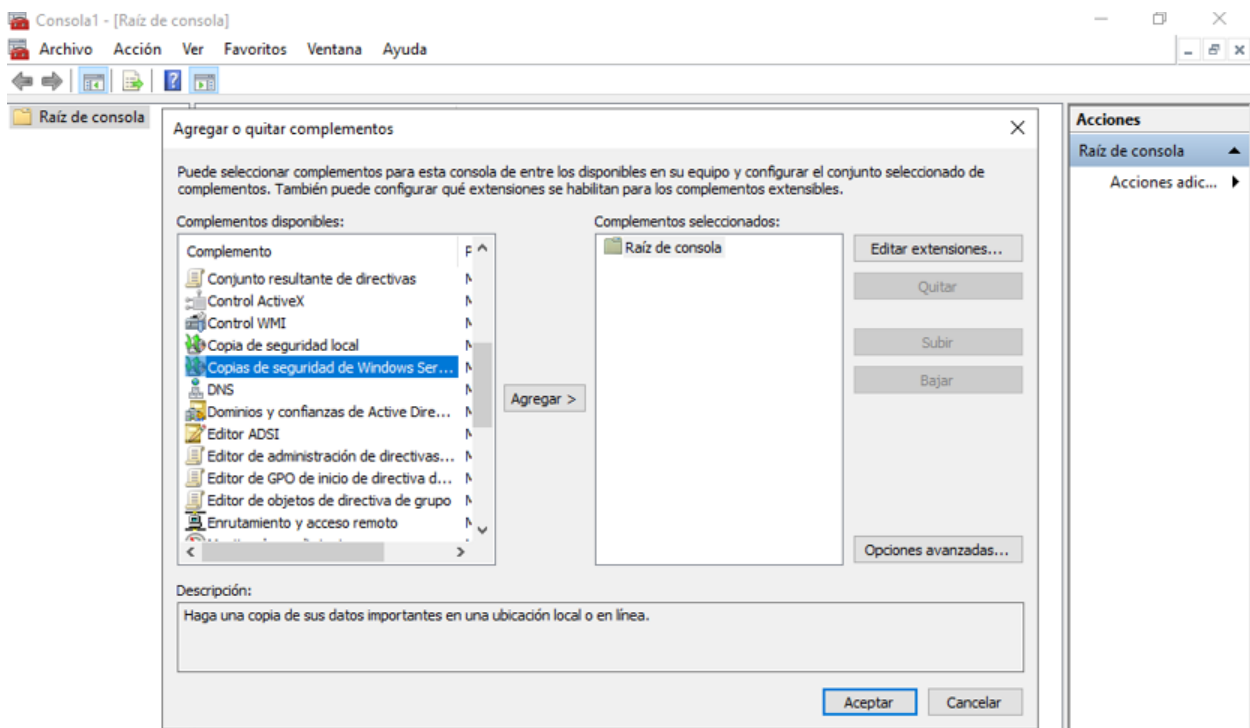 Consola1 - [Raíz de consola]
Archivo Acción Ver Favoritos Ventana Ayuda
Raíz de consola
Agregar o quitar complementos
Puede seleccionar complementos para esta consola de entre los disponibles en su equipo y configurar el conjunto seleccionado de
complementos. También puede configurar qué extensiones se habilitan para los complementos extensibles.
Complementos disponibles:
Complemento
Conjunto resultante de directivas
Control ActiveX
Control WMI
Copia de seguridad local
Copias de seguridad de Windows Ser...
DNS
Dominios y confianzas de Active Dire...
Editor ADSI
Editor de administración de directivas...
Editor de GPO de inicio de directiva d...
Editor de objetos de directiva de grupo
Enrutamiento y acceso remoto
Agregar >
Complementos seleccionados:
Raíz de consola
Editar extensiones...
Quitar
Subir
Bajar
Opciones avanzadas...
Descripción:
Haga una copia de sus datos importantes en una ubicación local o en línea.
Aceptar
Cancelar
Acciones
Raíz de consola
Acciones adic...